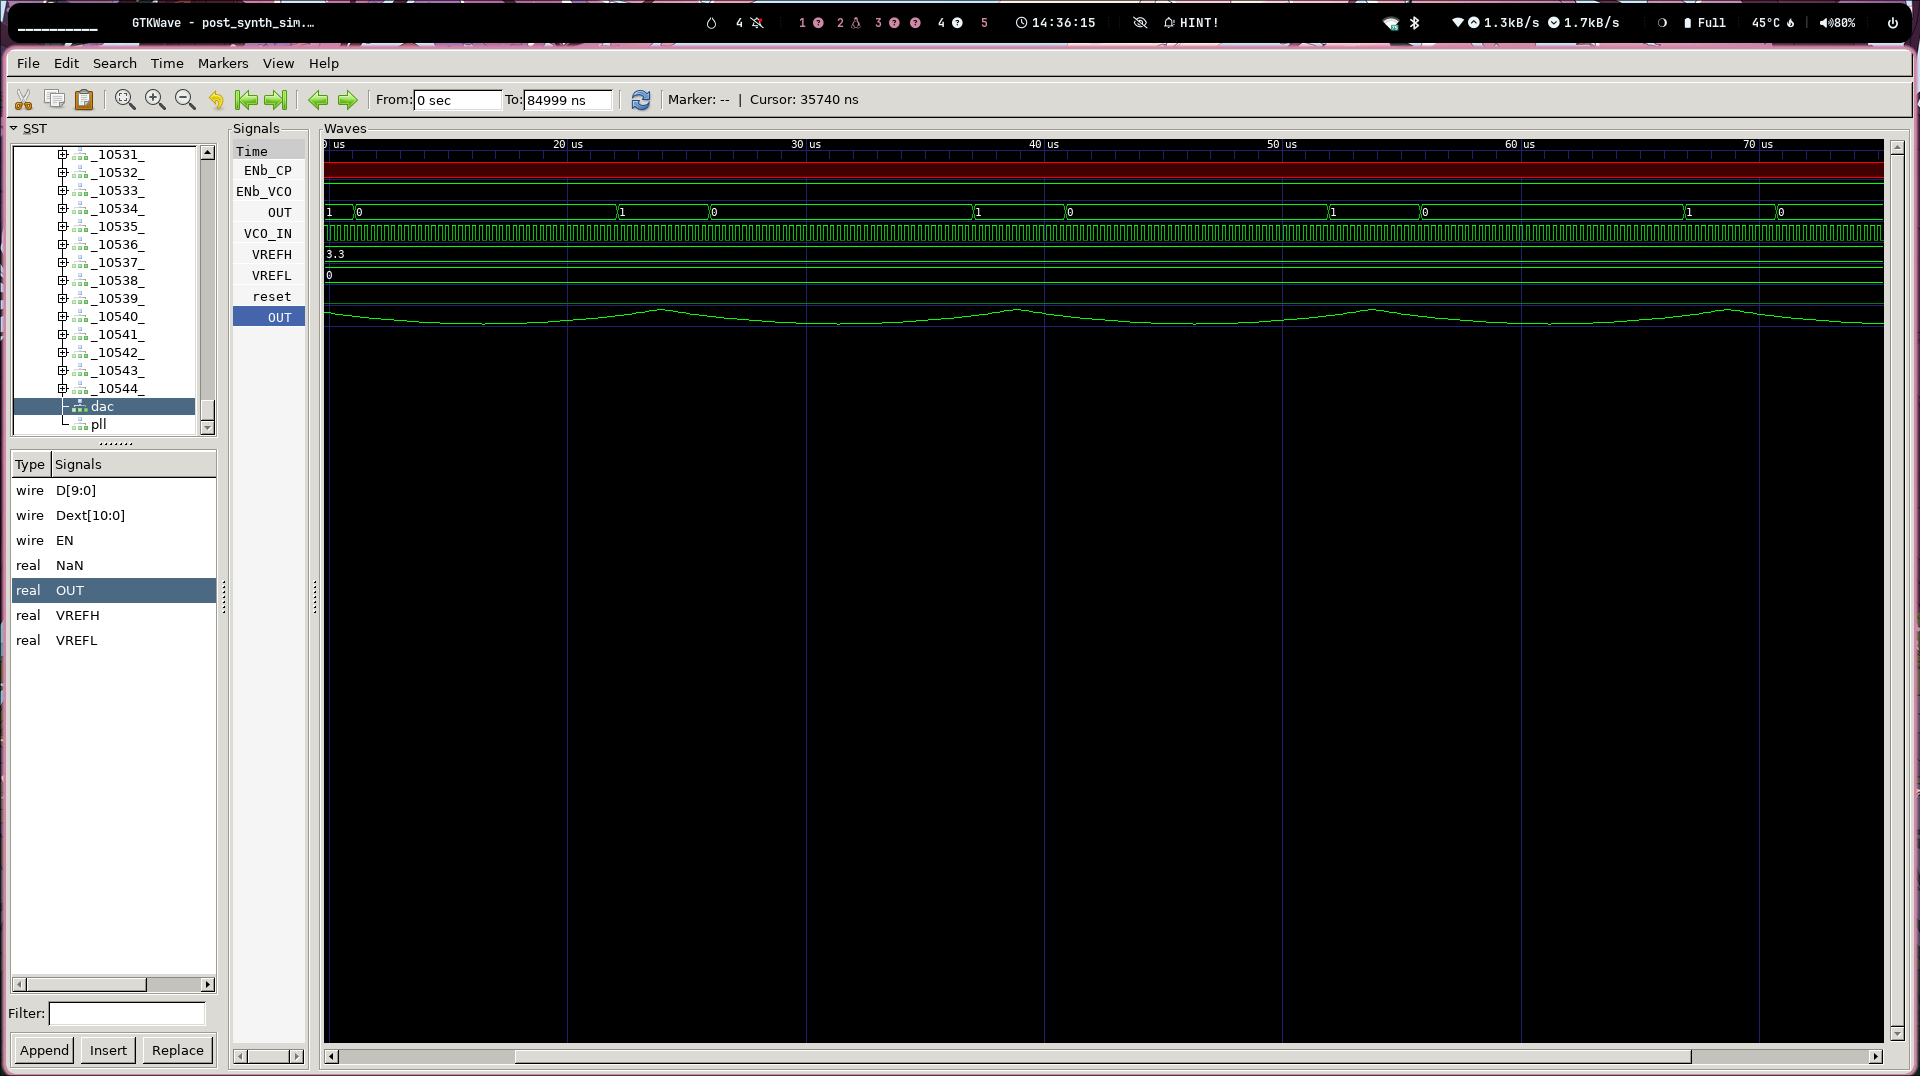 GTKWave - post_synth_sim...
4
1 2 3 4 5
14:36:15
HINT!
1.3kB/s 1.7kB/s
Full
45°C
80%
File Edit Search Time Markers View Help
From: 0 sec To: 84999 ns Marker: -- | Cursor: 35740 ns
SST
_10531_
_10532_
_10533_
_10534_
_10535_
_10536_
_10537_
_10538_
_10539_
_10540_
_10541_
_10542_
_10543_
_10544_
dac
pll
Type Signals
wire D[9:0]
wire Dext[10:0]
wire EN
real NaN
real OUT
real VREFH
real VREFL
Filter:
Append Insert Replace
Signals
Time
ENb_CP
ENb_VCO
OUT
VCO_IN
VREFH
VREFL
reset
OUT
Waves
0 us 20 us 30 us 40 us 50 us 60 us 70 us
1 0 1 0 1 0 1 0 1 0
3.3
0